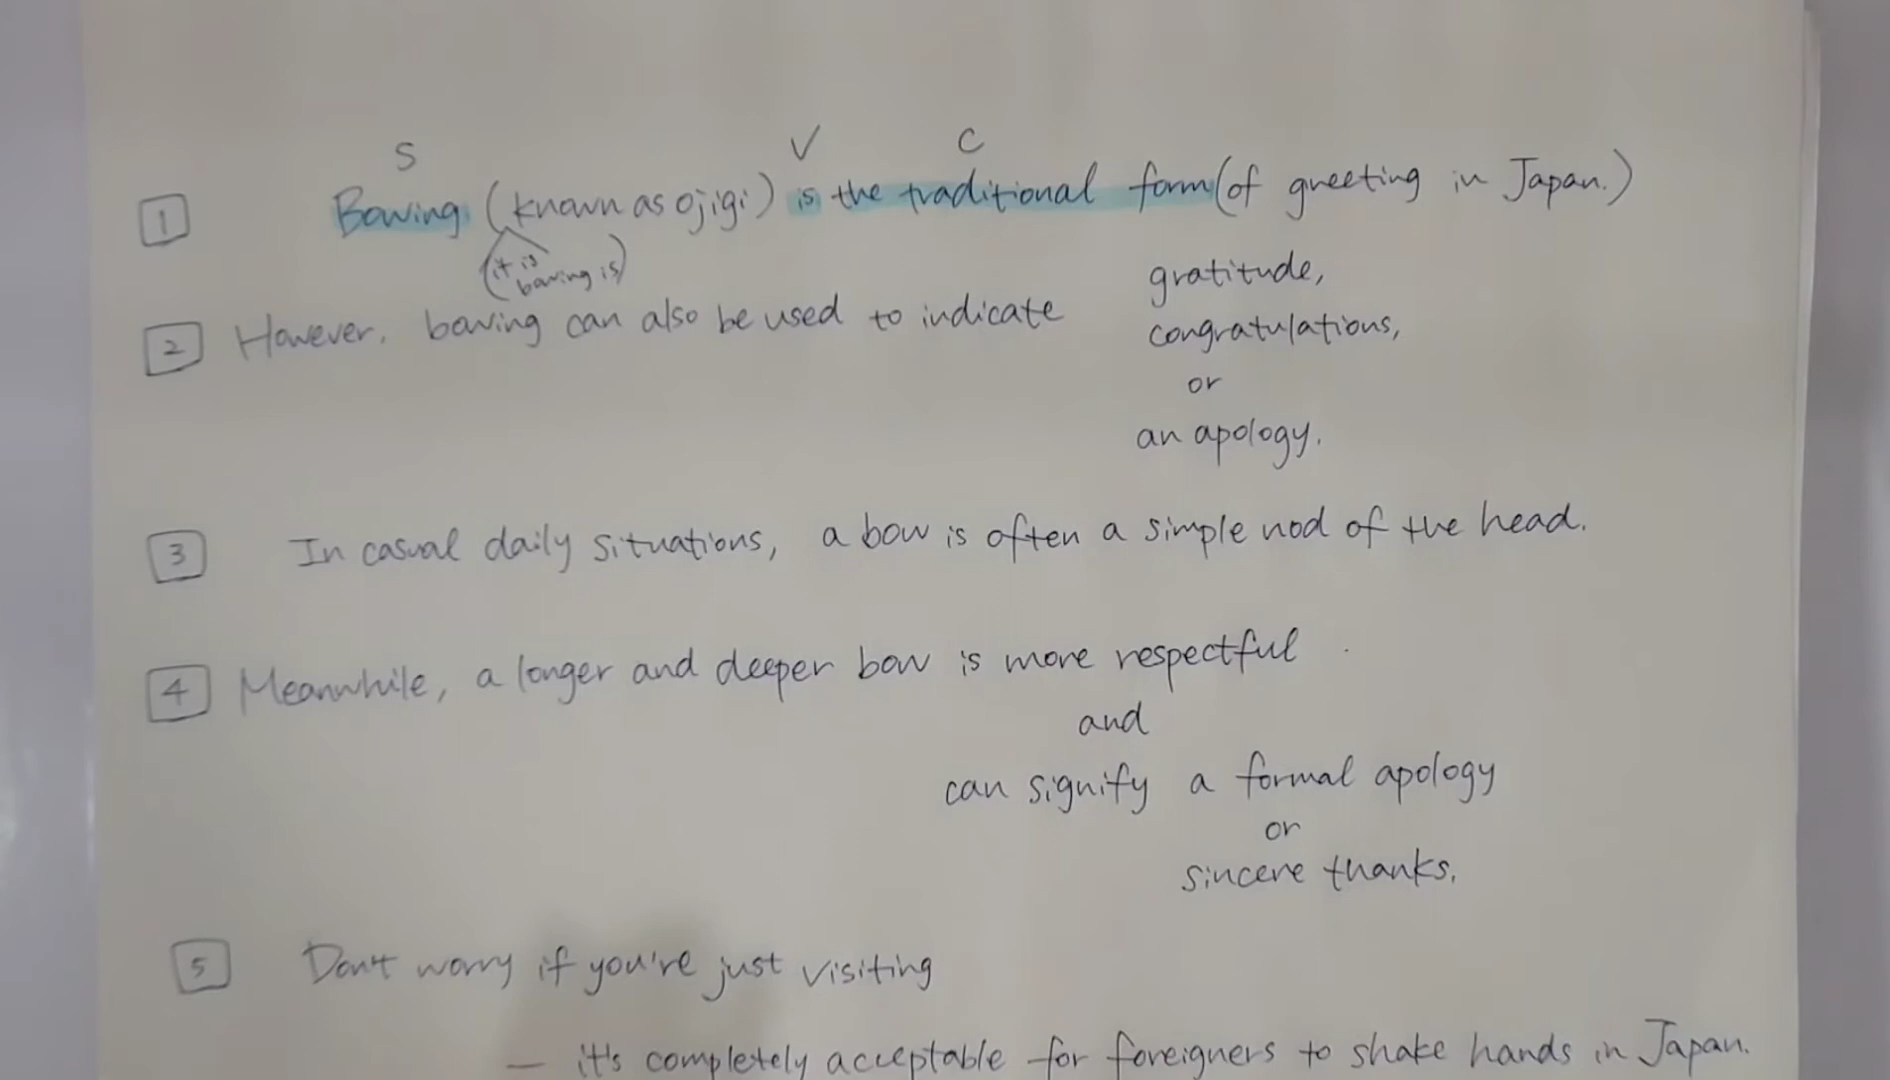 S V C
1 Bowing (known as ojigi) is the traditional form (of greeting in Japan.)
(it is
bowing is)
2 However, bowing can also be used to indicate
gratitude,
congratulations,
or
an apology.
3 In casual daily situations, a bow is often a simple nod of the head.
4 Meanwhile, a longer and deeper bow is more respectful
and
can signify a formal apology
or
sincere thanks.
5 Don't worry if you're just visiting
— it's completely acceptable for foreigners to shake hands in Japan.